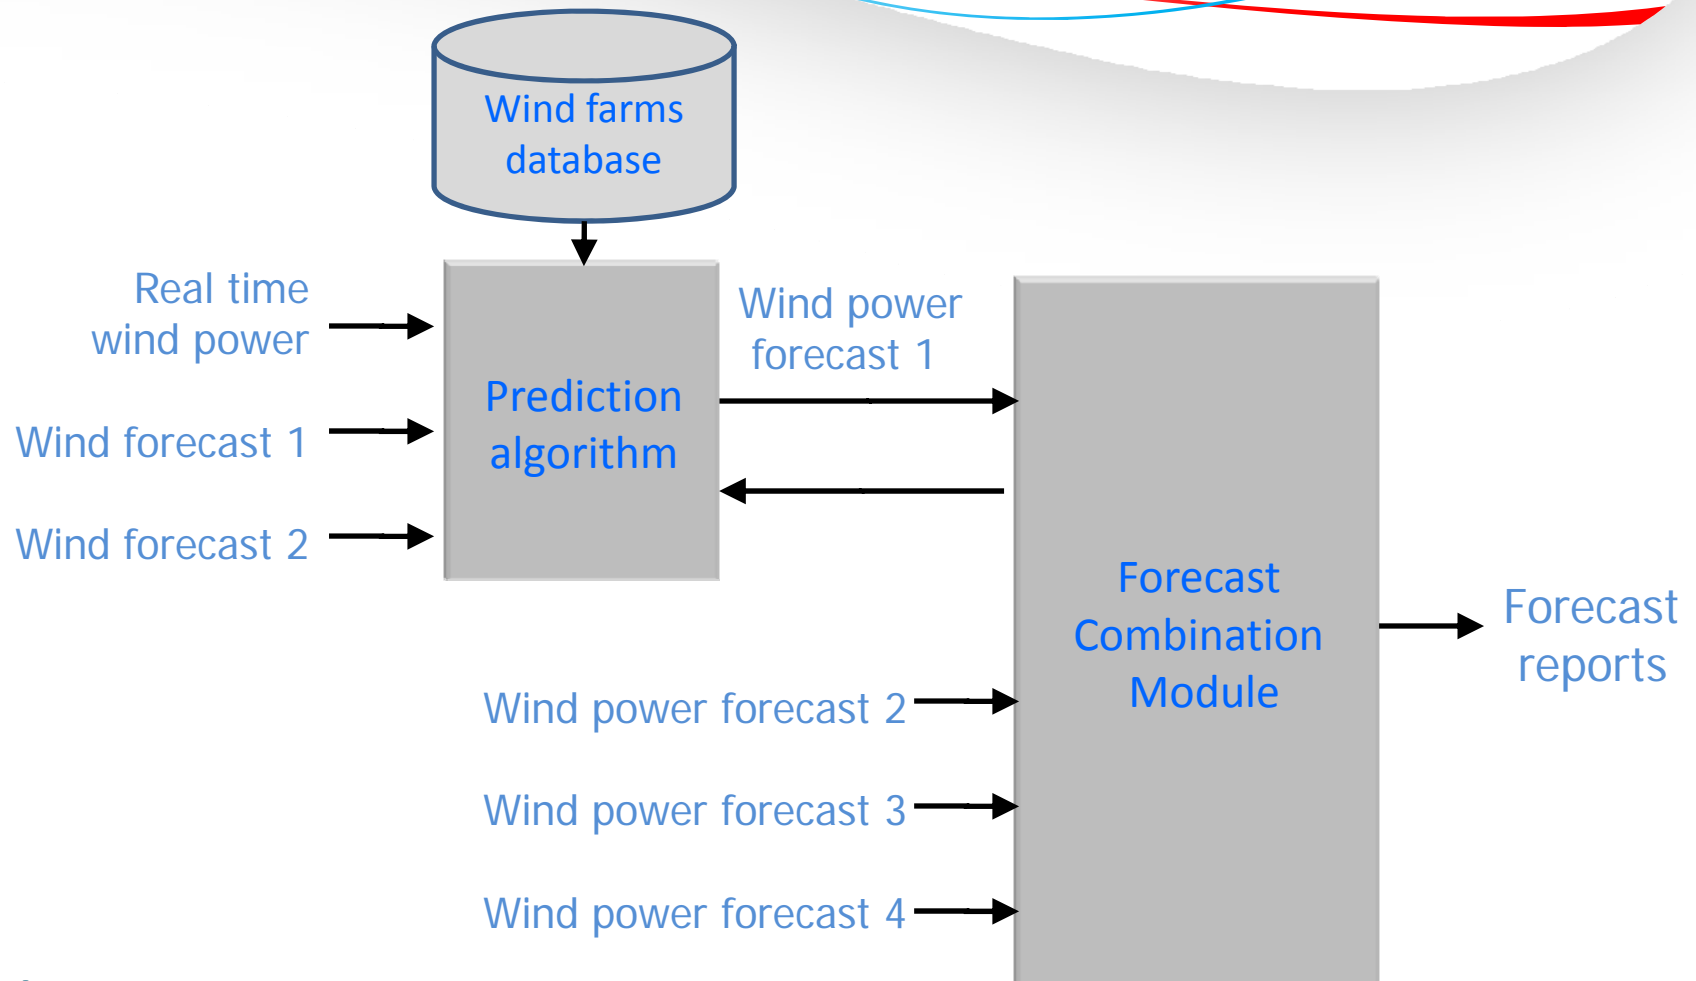 Wind farms
database
Real time
wind power
Wind forecast 1
Wind forecast 2
Prediction
algorithm
Wind power
forecast 1
Wind power forecast 2
Wind power forecast 3
Wind power forecast 4
Forecast
Combination
Module
Forecast
reports